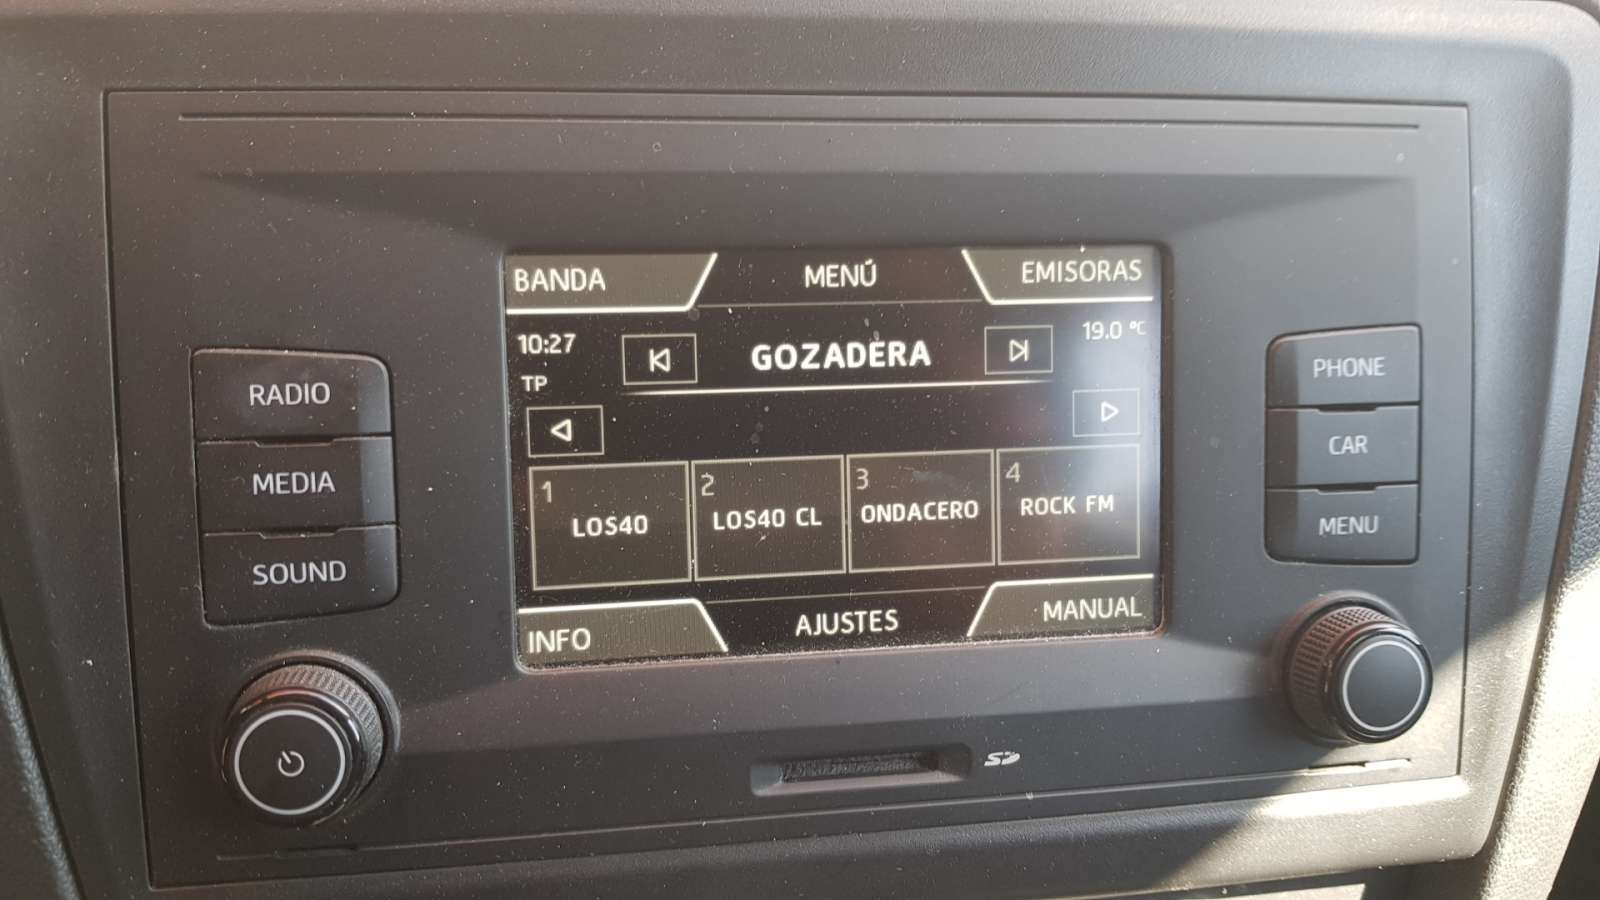 BANDA MENÚ EMISORAS
10:27 GOZADERA 19.0 °C
TP
1 2 3 4
LOS40 LOS40 CL ONDACERO ROCK FM
INFO AJUSTES MANUAL
RADIO
MEDIA
SOUND
PHONE
CAR
MENU
SD